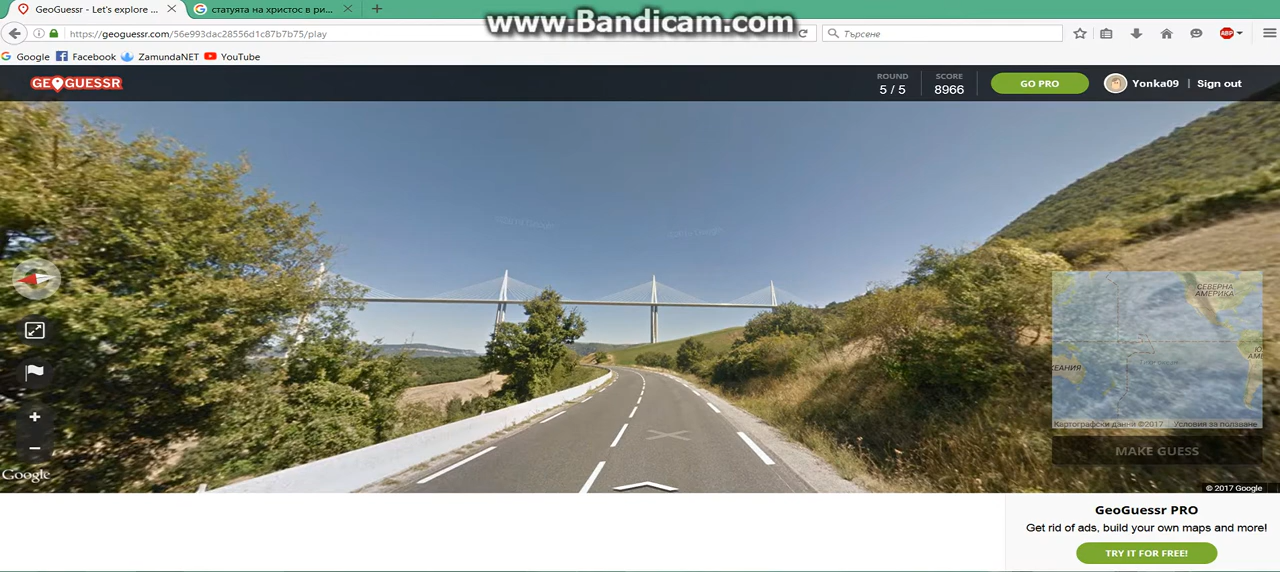 www.Bandicam.com
GeoGuessr - Let's explore ...
статуята на христос в ри...
https://geoguessr.com/56e993dac28556d1c87b7b75/play
Търсене
Google
Facebook
ZamundaNET
YouTube
GEOGUESSR
ROUND
5 / 5
SCORE
8966
GO PRO
Yonka09
Sign out
СЕВЕРНА
АМЕРИКА
ЕАНИЯ
Картографски данни ©2017
Условия за ползване
MAKE GUESS
Google
© 2017 Google
GeoGuessr PRO
Get rid of ads, build your own maps and more!
TRY IT FOR FREE!